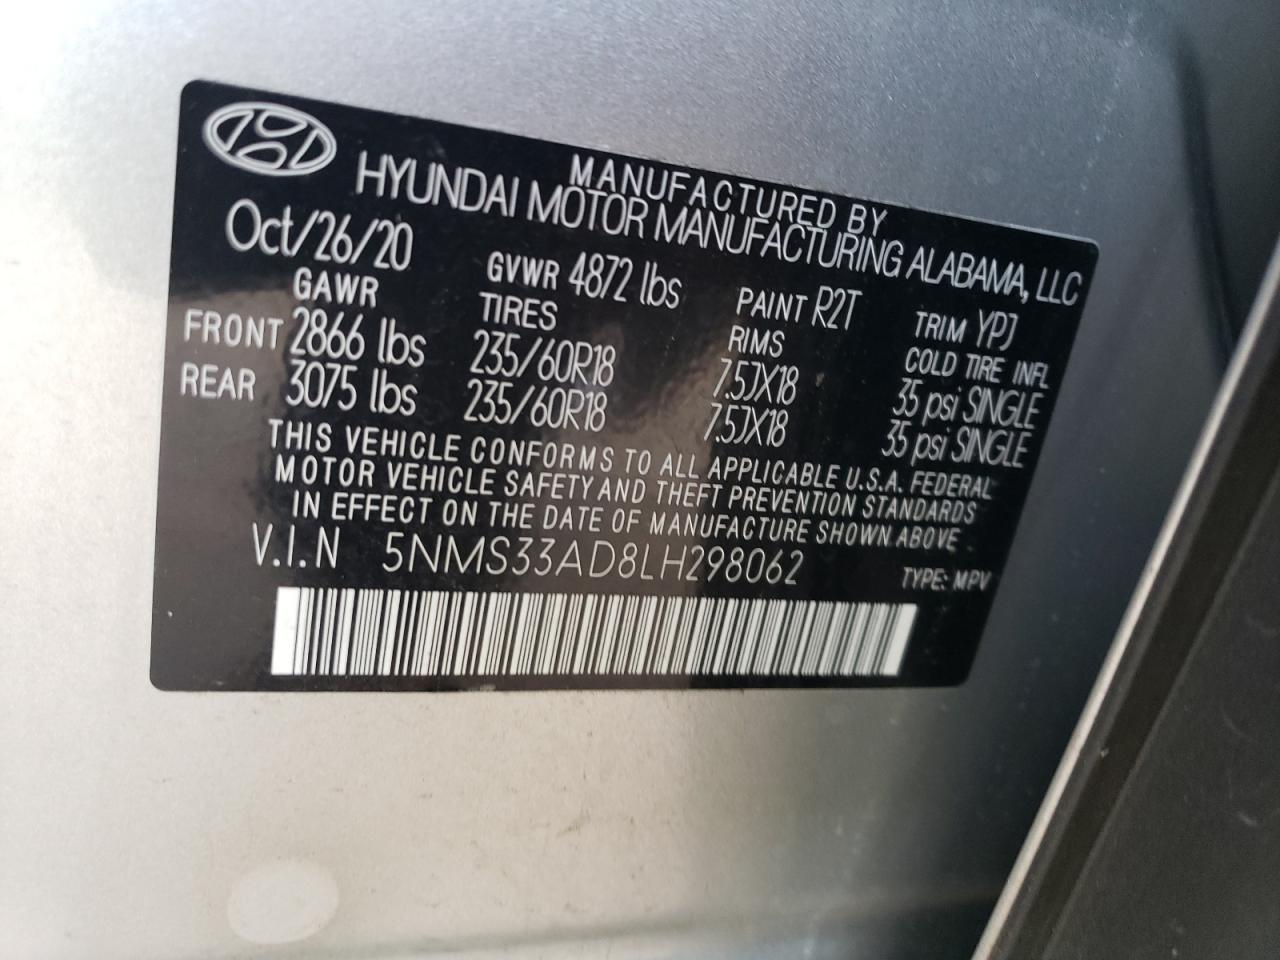 MANUFACTURED BY
HYUNDAI MOTOR MANUFACTURING ALABAMA, LLC
Oct/26/20 GVWR 4872 lbs PAINT R2T TRIM YPJ
GAWR TIRES RIMS COLD TIRE INFL
FRONT 2866 lbs 235/60R18 7.5JX18 35 psi SINGLE
REAR 3075 lbs 235/60R18 7.5JX18 35 psi SINGLE
THIS VEHICLE CONFORMS TO ALL APPLICABLE U.S.A. FEDERAL
MOTOR VEHICLE SAFETY AND THEFT PREVENTION STANDARDS
IN EFFECT ON THE DATE OF MANUFACTURE SHOWN ABOVE.
V.I.N 5NMS33AD8LH298062 TYPE: MPV